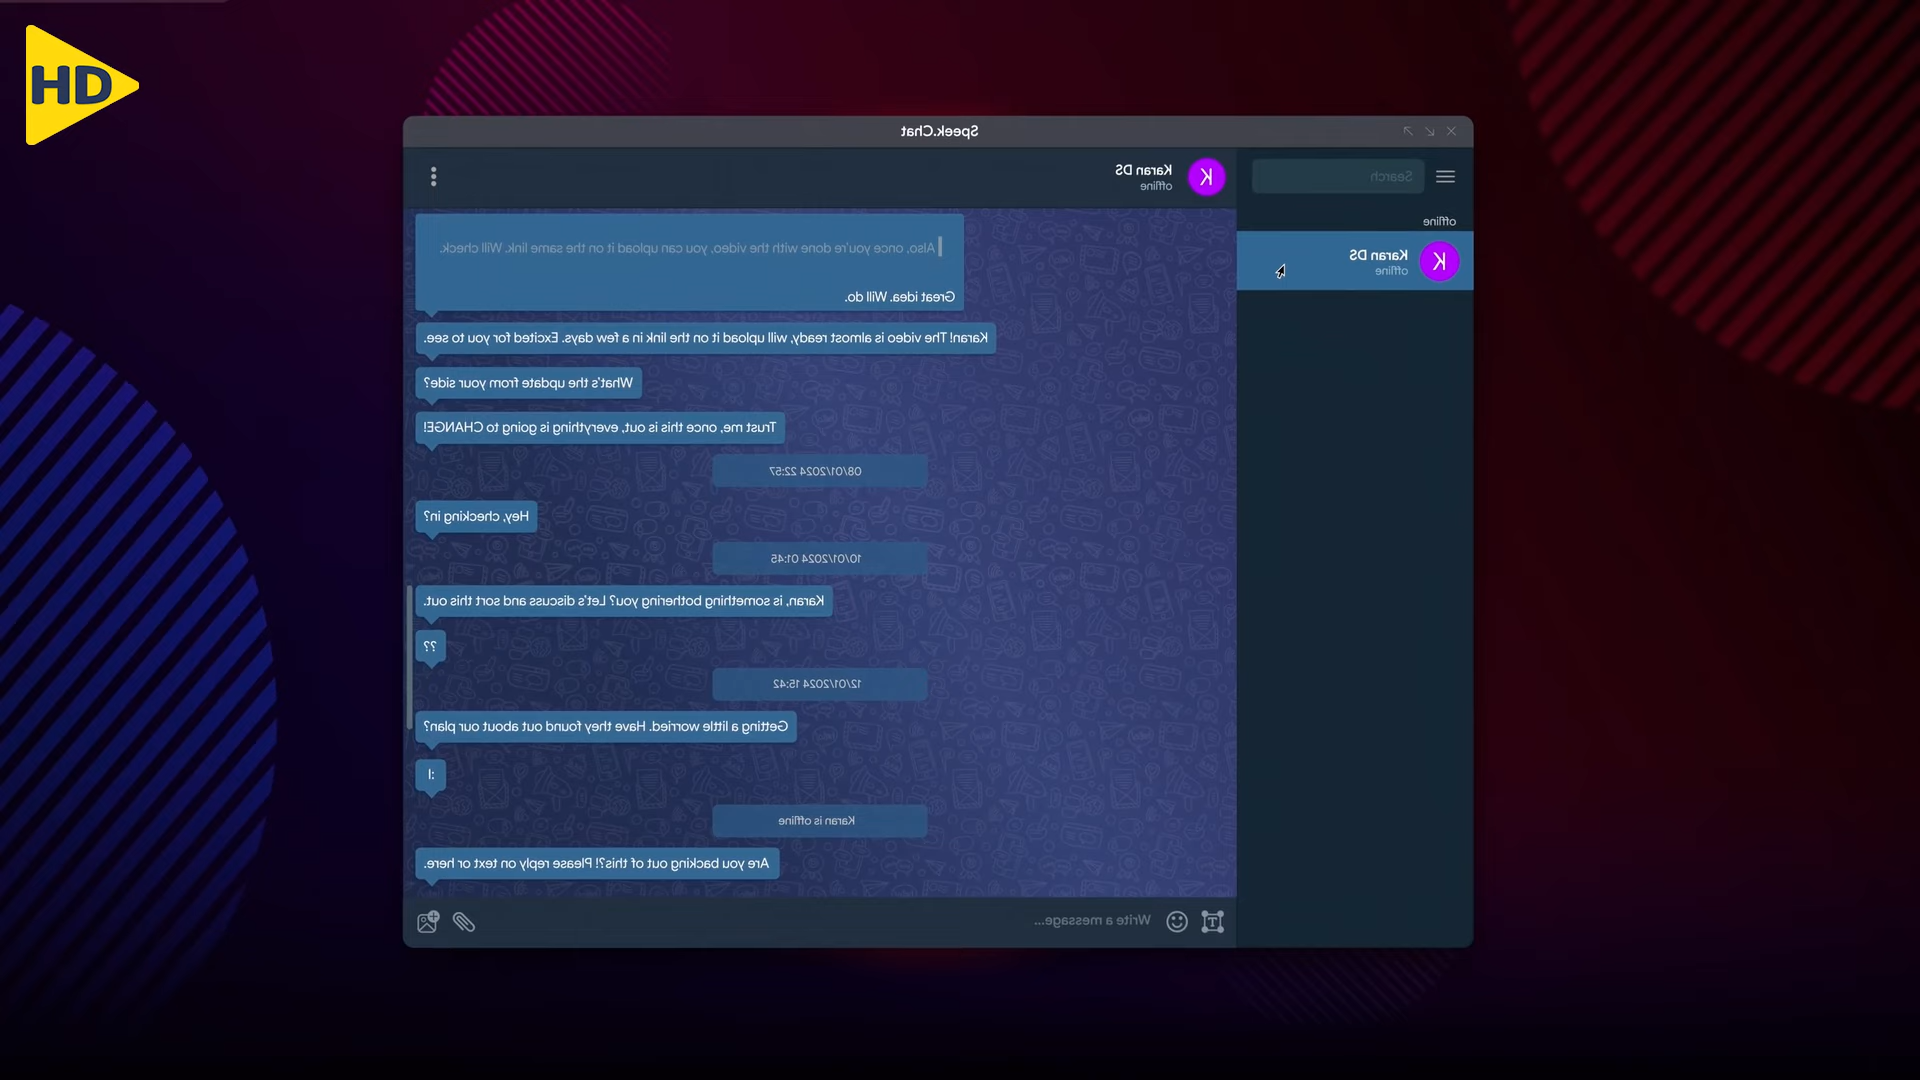 HD
Speek.Chat
Search
offline
Karan DS
offline
Karan DS
offline
Also, once you're done with the video, you can upload it on the same link. Will check.
Great idea. Will do.
Karan! The video is almost ready, will upload it on the link in a few days. Excited for you to see.
What's the update from your side?
Trust me, once this is out, everything is going to CHANGE!
08/01/2024 22:57
Hey, checking in?
10/01/2024 01:45
Karan, is something bothering you? Let's discuss and sort this out.
??
12/01/2024 15:42
Getting a little worried. Have they found out about our plan?
:I
Karan is offline
Are you backing out of this?!? Please reply on text or here.
T
Write a message...